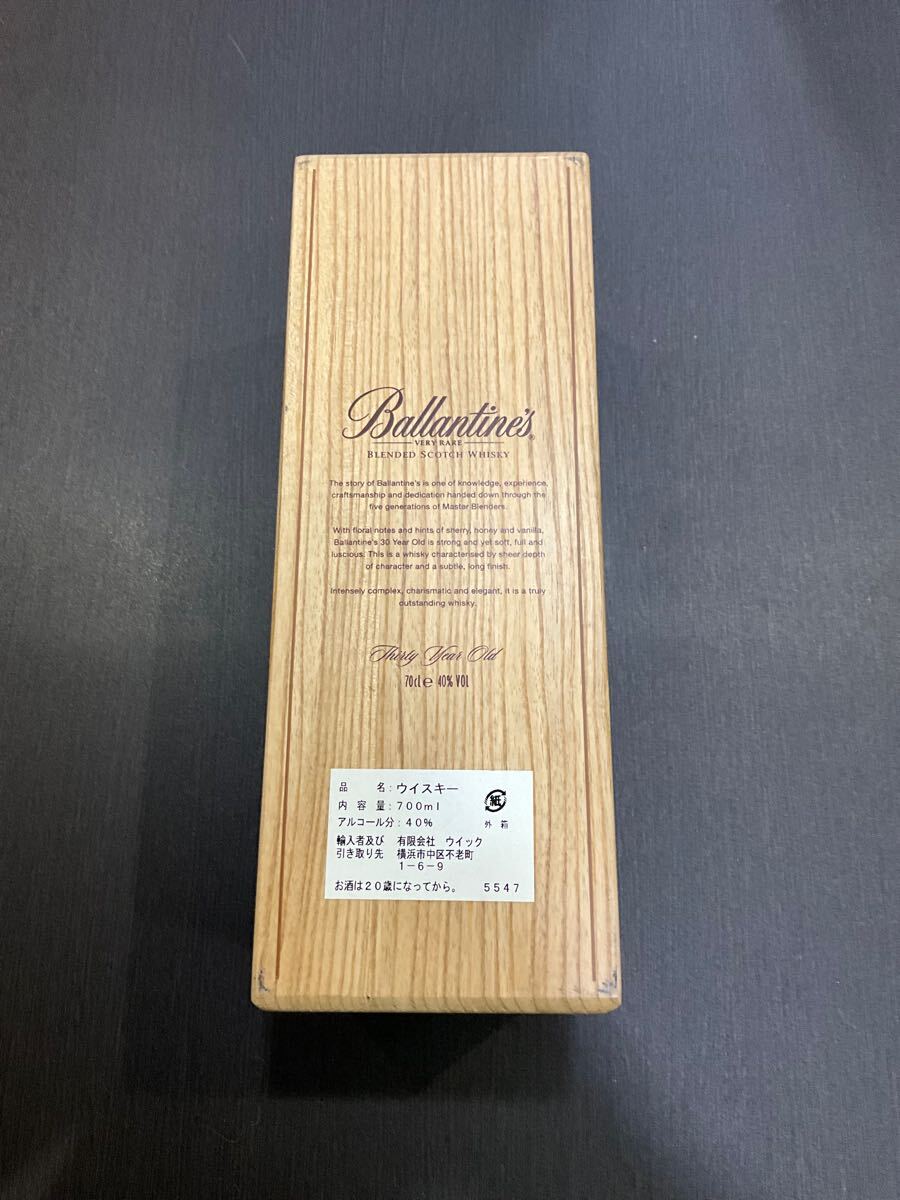 Ballantine's®
VERY RARE
BLENDED SCOTCH WHISKY
The story of Ballantine's is one of knowledge, experience,
craftsmanship and dedication handed down through the
five generations of Master Blenders.
With floral notes and hints of sherry, honey and vanilla,
Ballantine's 30 Year Old is strong and yet soft, full and
luscious. This is a whisky characterised by sheer depth
of character and a subtle, long finish.
Intensely complex, charismatic and elegant, it is a truly
outstanding whisky.
Thirty Year Old
70cl e 40% VOL
品　　名：ウイスキー
内 容 量：７００ｍｌ
アルコール分：４０％
紙
外 箱
輸入者及び　有限会社　ウイック
引き取り先　横浜市中区不老町
１－６－９
お酒は２０歳になってから。　５５４７